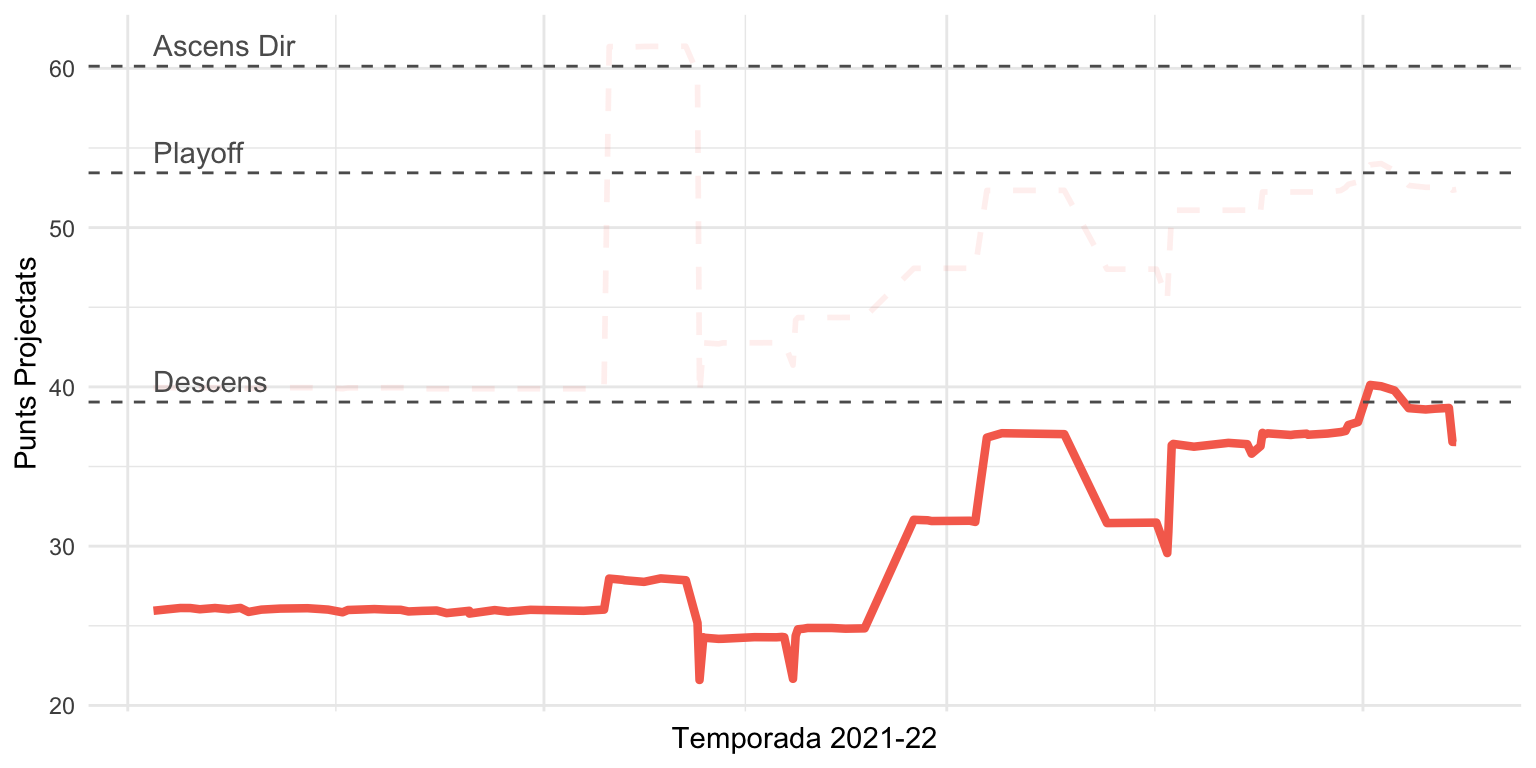 Ascens Dir
60
Playoff
50
Descens
40
30
20
Punts Projectats
Temporada 2021-22